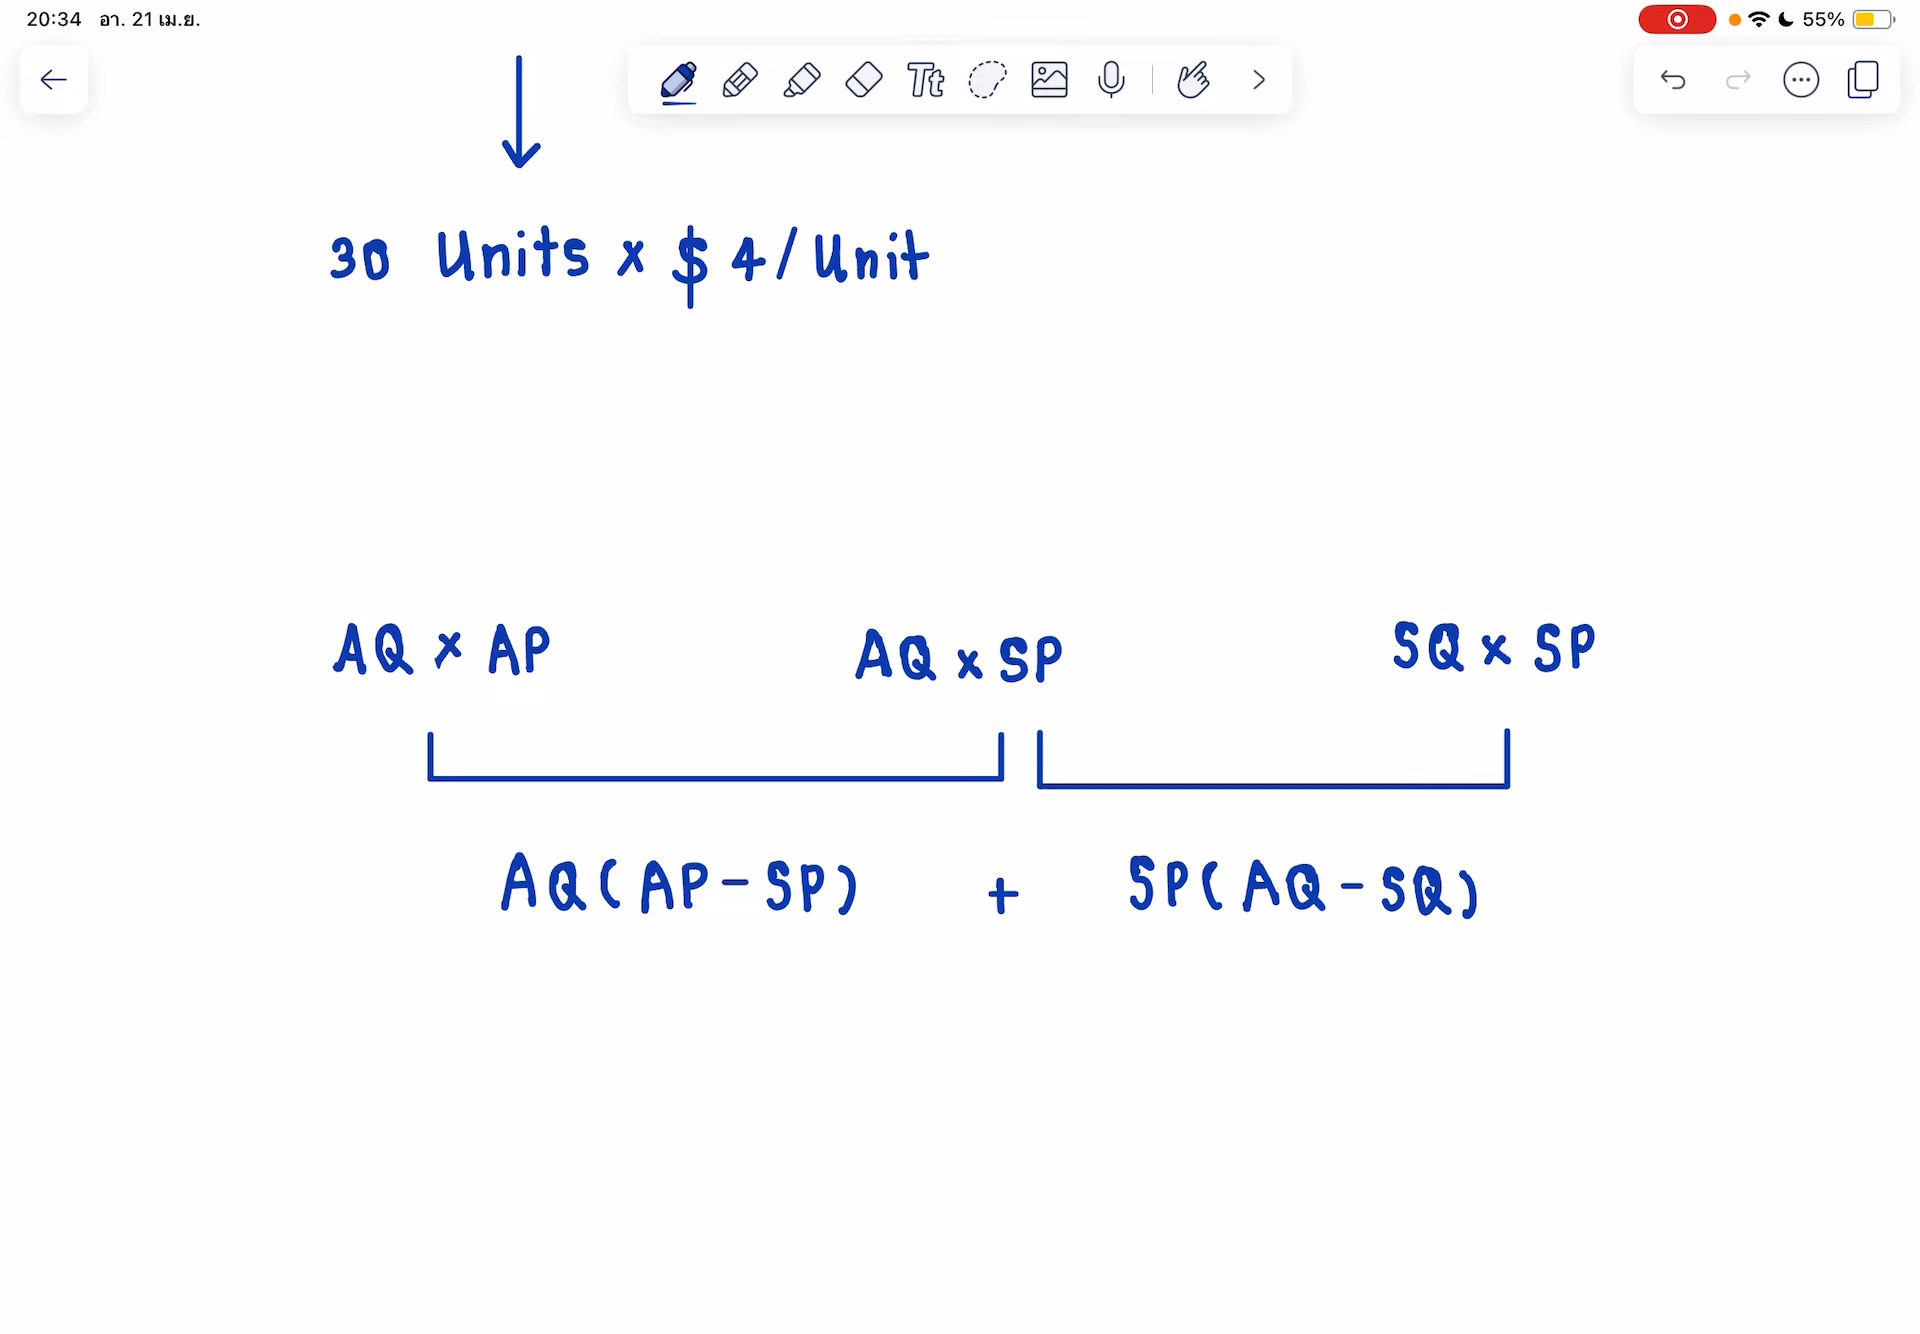 20:34 อา. 21 เม.ย. 55%
Tt
30 Units x $ 4 / Unit
AQ x AP AQ x SP SQ x SP
AQ ( AP - SP ) + SP ( AQ - SQ )